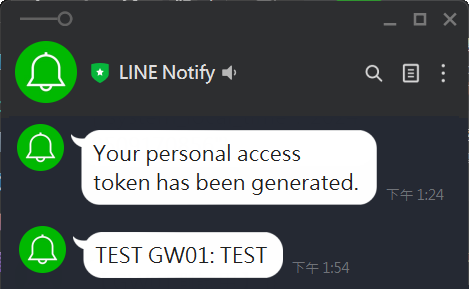 LINE Notify
Your personal access
token has been generated.
下午 1:24
TEST GW01: TEST
下午 1:54